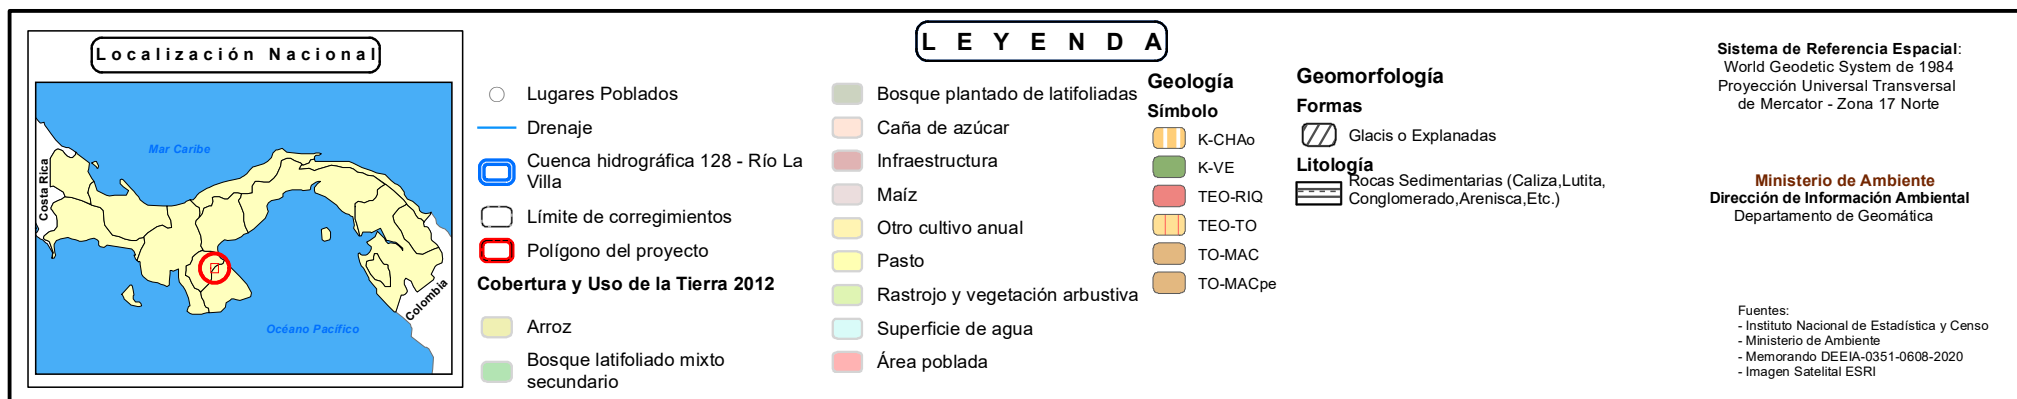 Localización Nacional
Mar Caribe
Costa Rica
Colombia
Océano Pacífico
LEYENDA
Lugares Poblados
Drenaje
Cuenca hidrográfica 128 - Río La
Villa
Límite de corregimientos
Polígono del proyecto
Cobertura y Uso de la Tierra 2012
Arroz
Bosque latifoliado mixto
secundario
Bosque plantado de latifoliadas
Caña de azúcar
Infraestructura
Maíz
Otro cultivo anual
Pasto
Rastrojo y vegetación arbustiva
Superficie de agua
Área poblada
Geología
Símbolo
K-CHAo
K-VE
TEO-RIQ
TEO-TO
TO-MAC
TO-MACpe
Geomorfología
Formas
Glacis o Explanadas
Litología
Rocas Sedimentarias (Caliza,Lutita,
Conglomerado,Arenisca,Etc.)
Sistema de Referencia Espacial:
World Geodetic System de 1984
Proyección Universal Transversal
de Mercator - Zona 17 Norte
Ministerio de Ambiente
Dirección de Información Ambiental
Departamento de Geomática
Fuentes:
- Instituto Nacional de Estadística y Censo
- Ministerio de Ambiente
- Memorando DEEIA-0351-0608-2020
- Imagen Satelital ESRI